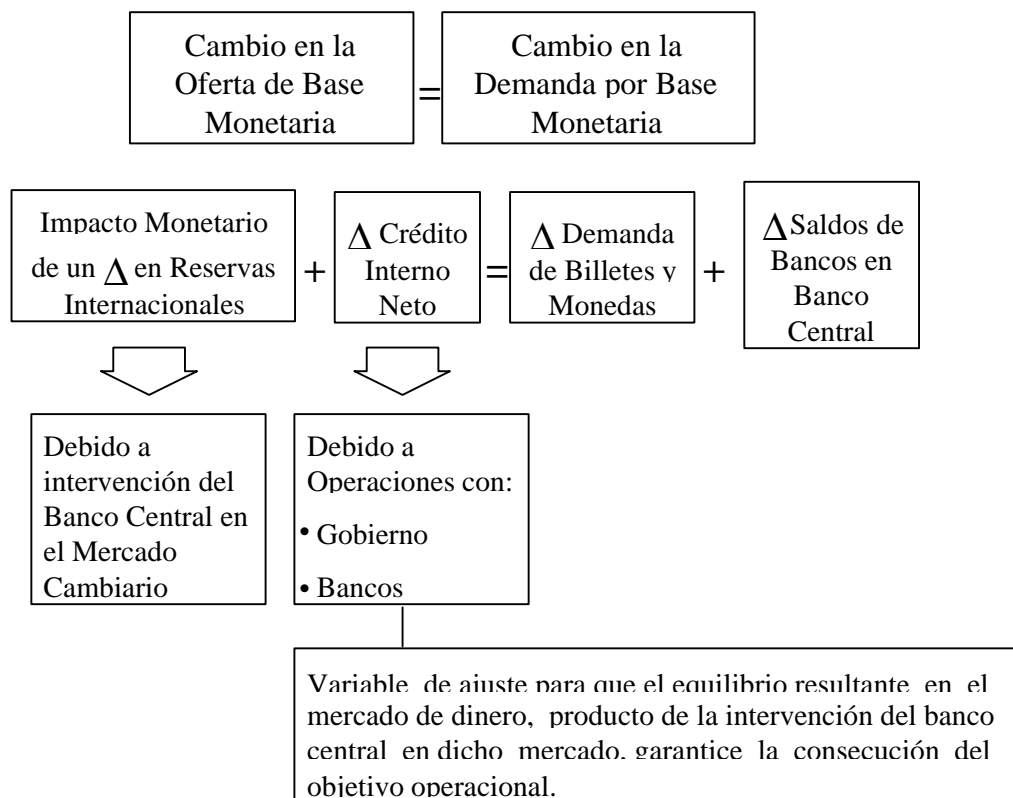 Cambio en la
Oferta de Base
Monetaria
=
Cambio en la
Demanda por Base
Monetaria
Impacto Monetario
de un Δ en Reservas
Internacionales
+
Δ Crédito
Interno
Neto
=
Δ Demanda
de Billetes y
Monedas
+
Δ Saldos de
Bancos en
Banco
Central
Debido a
intervención del
Banco Central en
el Mercado
Cambiario
Debido a
Operaciones con:
• Gobierno
• Bancos
Variable de ajuste para que el equilibrio resultante en el
mercado de dinero, producto de la intervención del banco
central en dicho mercado, garantice la consecución del
objetivo operacional.